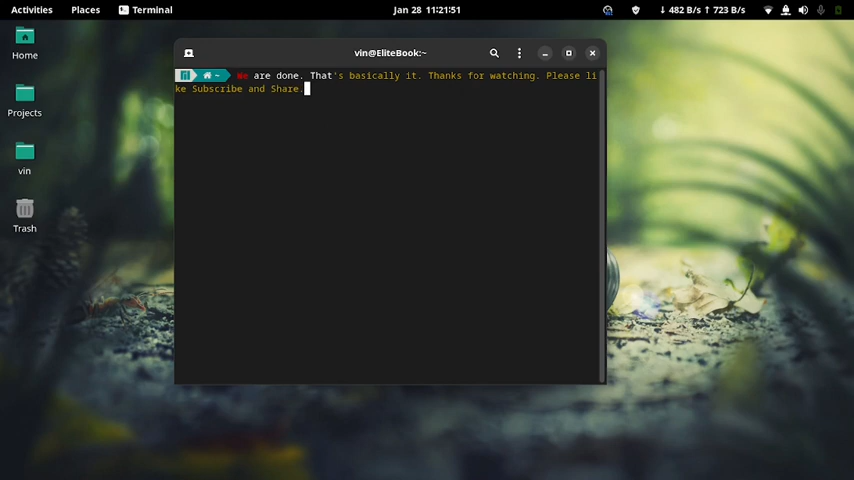 Activities Places Terminal Jan 28 11:21:51 ↓ 482 B/s ↑ 723 B/s
Home
Projects
vin
Trash
vin@EliteBook:~
~ We are done. That's basically it. Thanks for watching. Please li
ke Subscribe and Share.